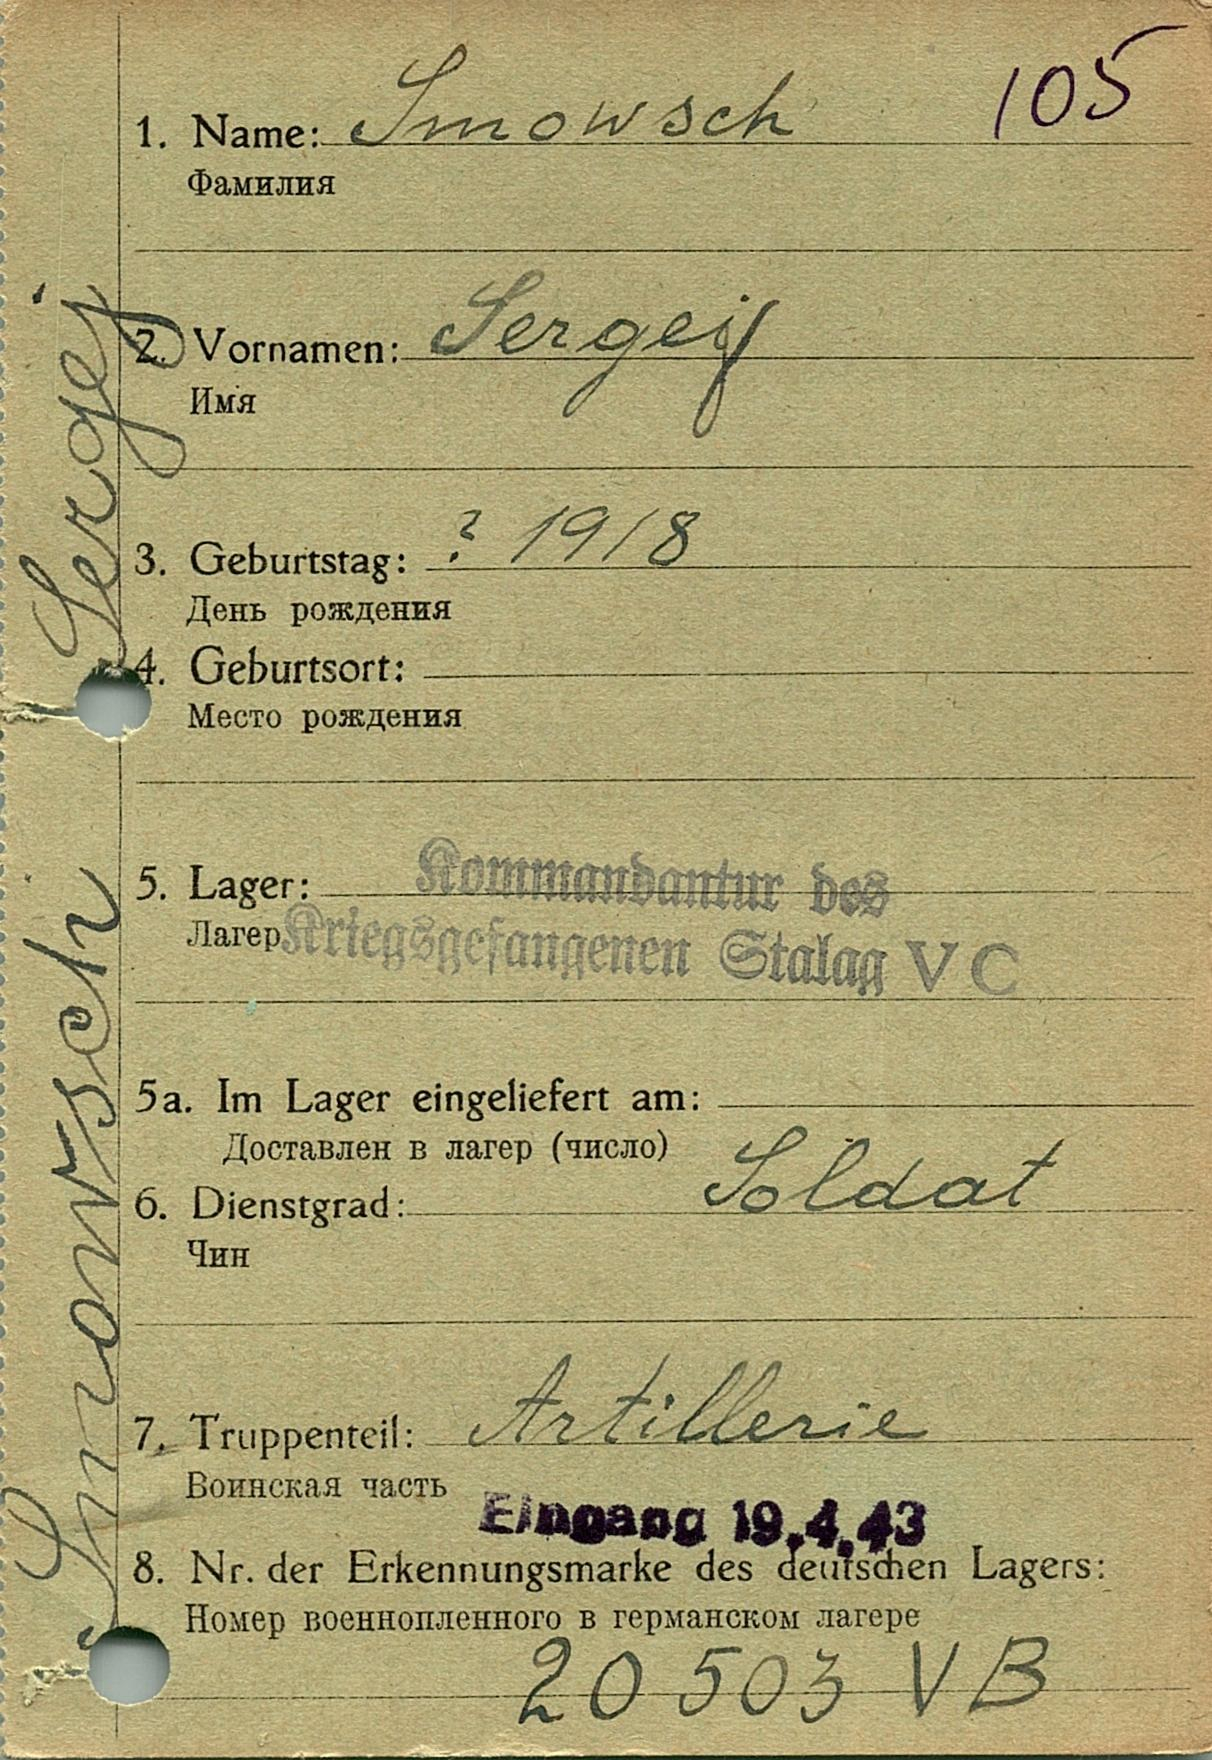 105
1. Name: Smowsch
Фамилия
2. Vornamen: Sergeij
Имя
3. Geburtstag: ? 1918
День рождения
4. Geburtsort:
Место рождения
5. Lager: Kommandantur des
Лагер Kriegsgefangenen Stalag V C
5a. Im Lager eingeliefert am:
Доставлен в лагер (число)
6. Dienstgrad: Soldat
Чин
7. Truppenteil: Artillerie
Воинская часть
Eingang 19.4.43
8. Nr. der Erkennungsmarke des deutschen Lagers:
Номер военнопленного в германском лагере
20503 VB
Smowsch Sergej